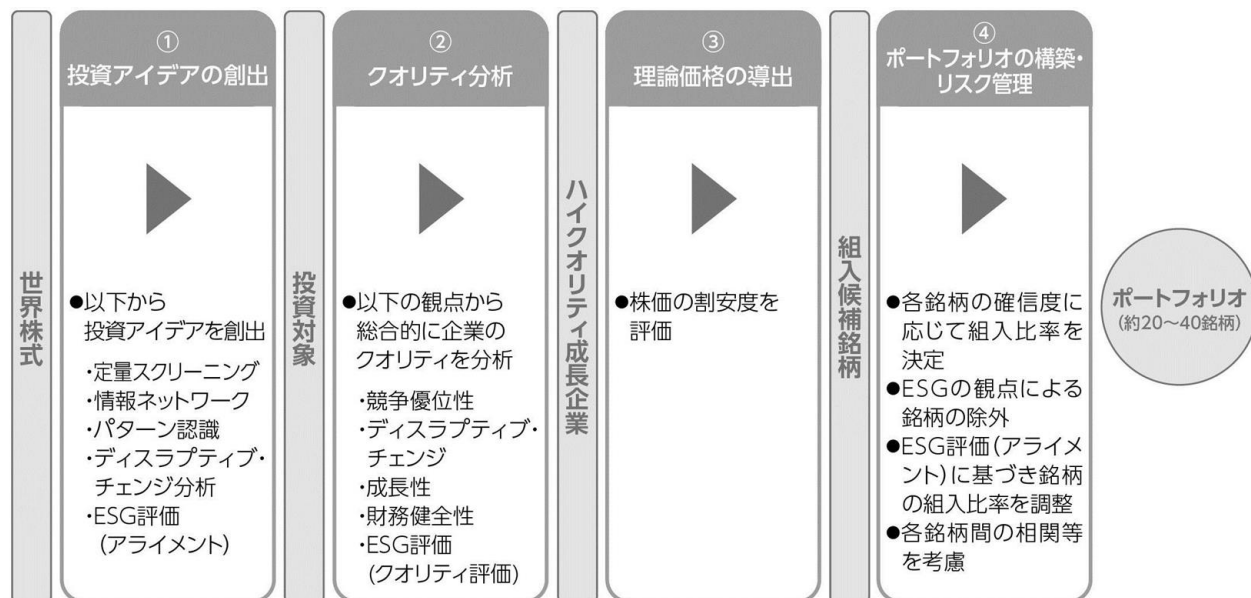 世界株式
①
投資アイデアの創出
●以下から
投資アイデアを創出
・定量スクリーニング
・情報ネットワーク
・パターン認識
・ディスラプティブ・
チェンジ分析
・ESG評価
(アライメント)
投資対象
②
クオリティ分析
●以下の観点から
総合的に企業の
クオリティを分析
・競争優位性
・ディスラプティブ・
チェンジ
・成長性
・財務健全性
・ESG評価
(クオリティ評価)
ハイクオリティ成長企業
③
理論価格の導出
●株価の割安度を
評価
組入候補銘柄
④
ポートフォリオの構築・
リスク管理
●各銘柄の確信度に
応じて組入比率を
決定
●ESGの観点による
銘柄の除外
●ESG評価(アライメ
ント)に基づき銘柄
の組入比率を調整
●各銘柄間の相関等
を考慮
ポートフォリオ
(約20〜40銘柄)